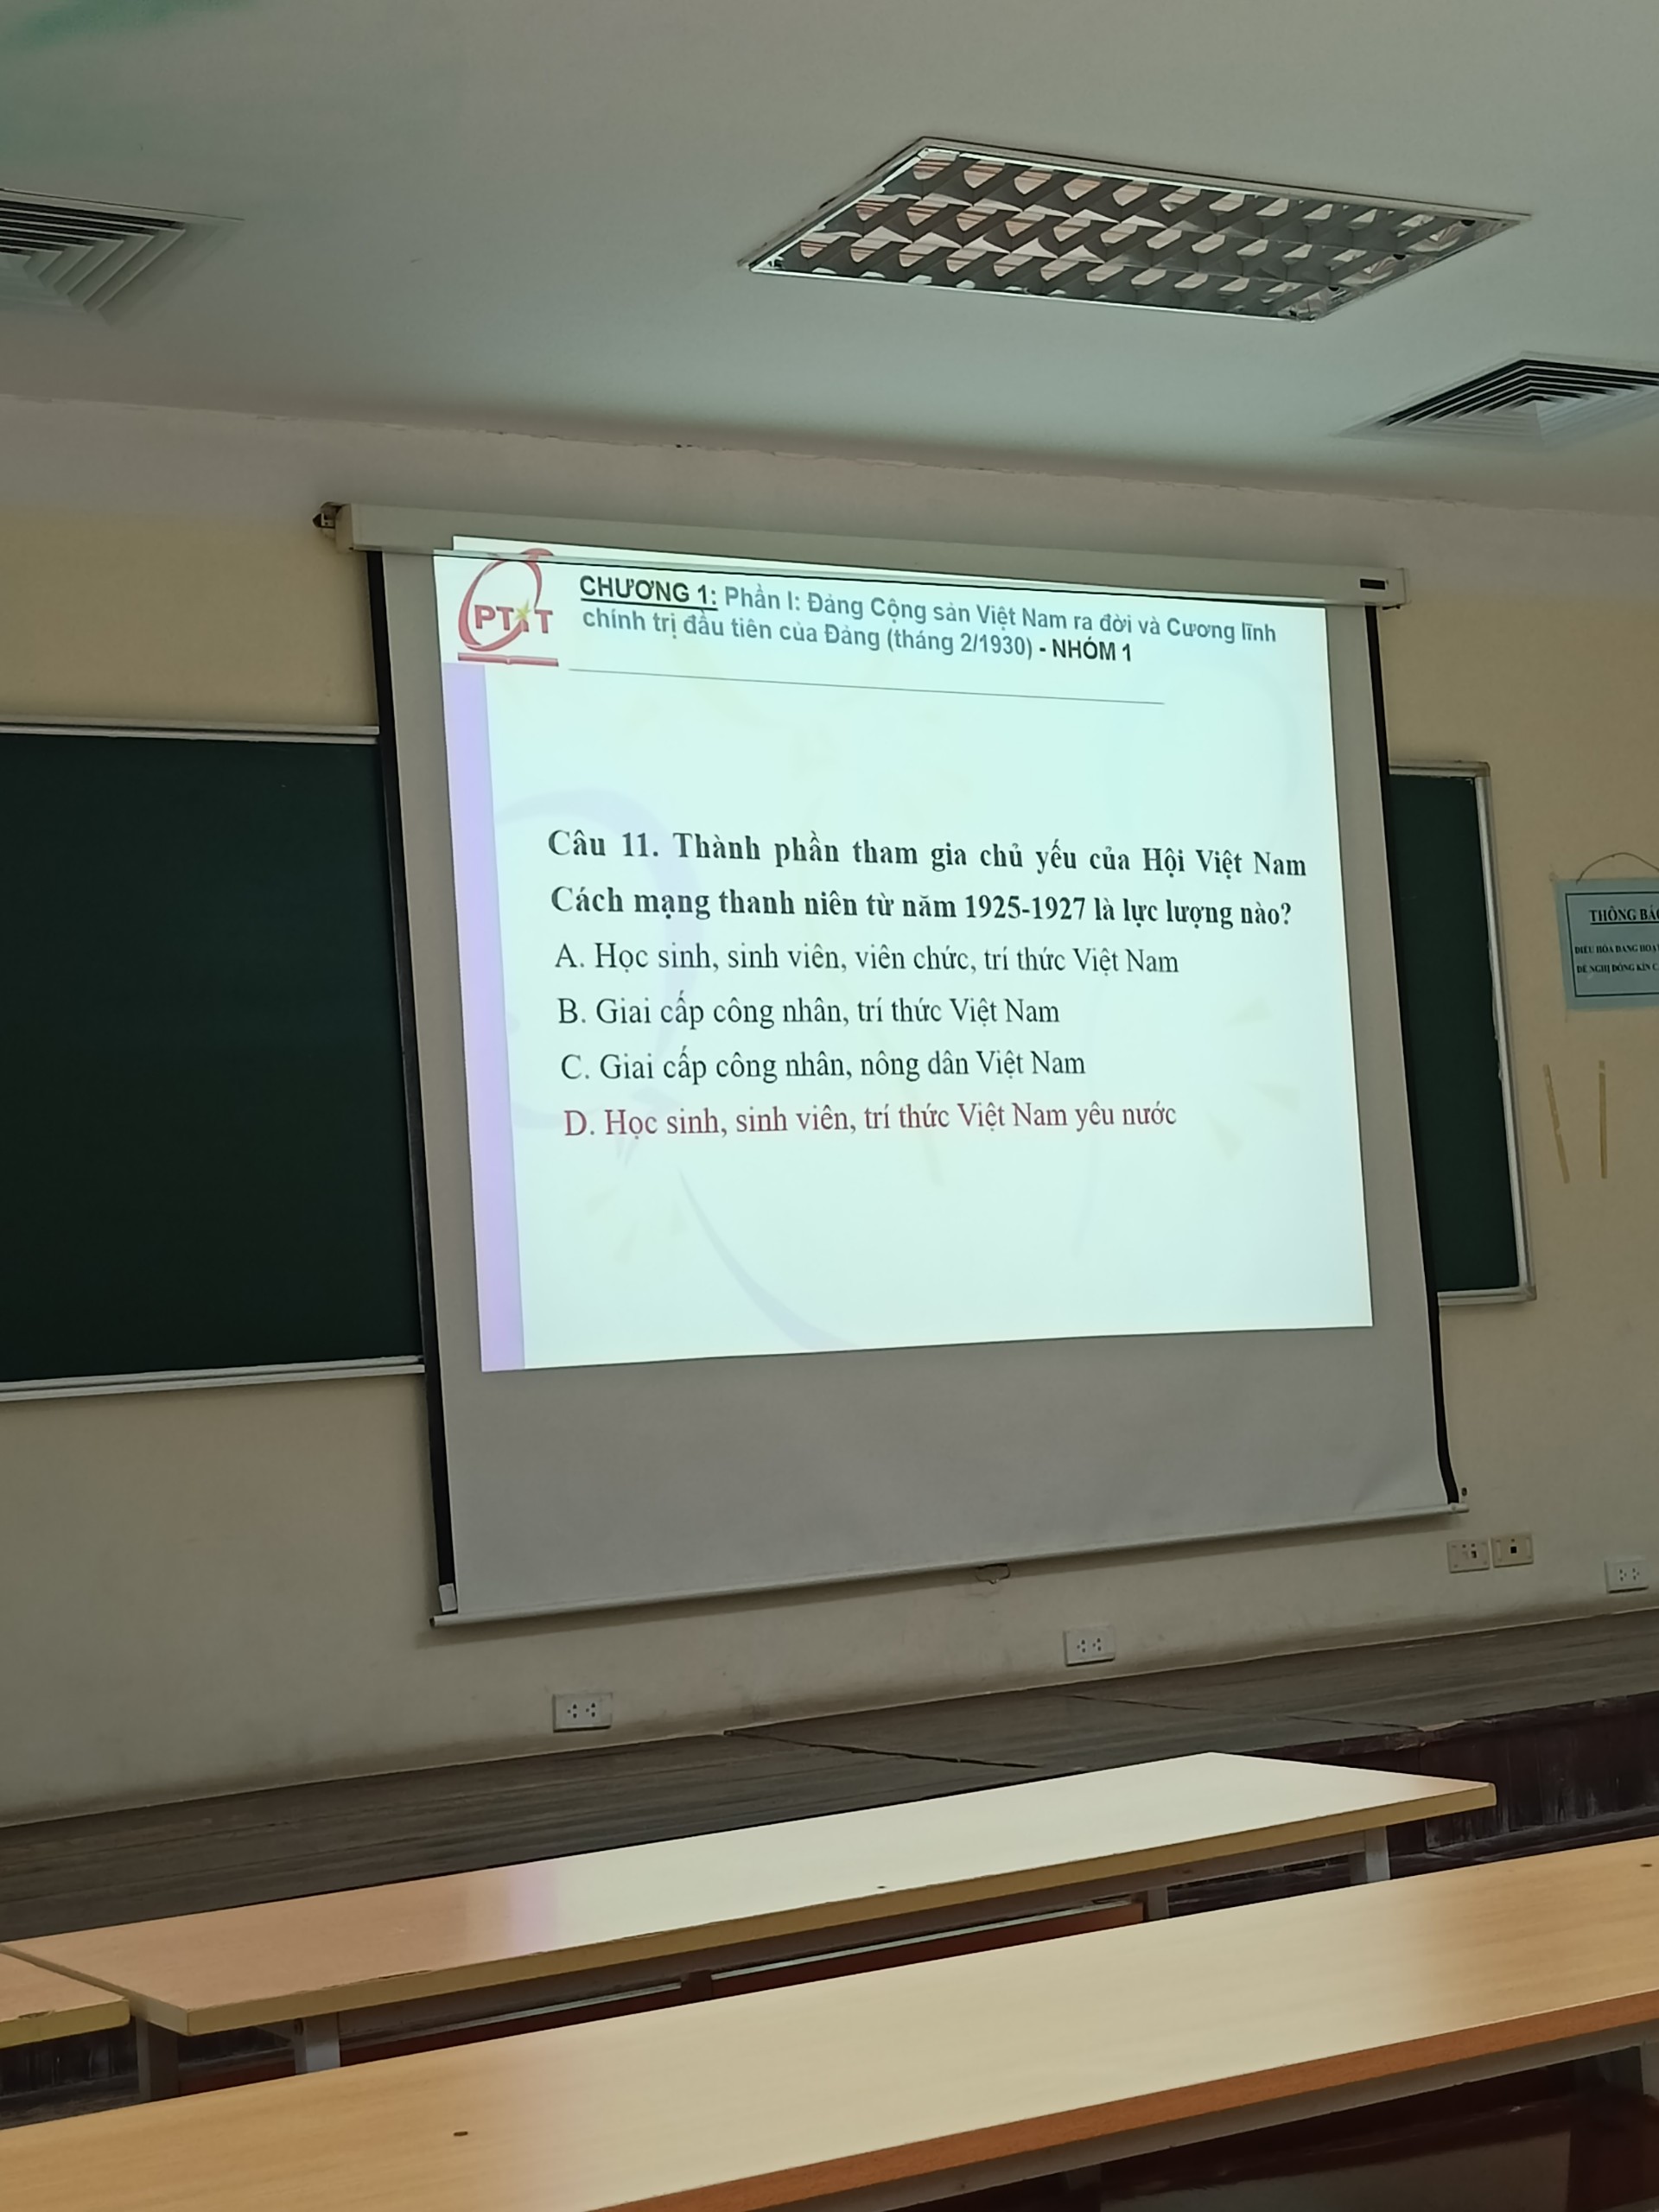 PTIT
CHƯƠNG 1: Phần I: Đảng Cộng sản Việt Nam ra đời và Cương lĩnh
chính trị đầu tiên của Đảng (tháng 2/1930) - NHÓM 1
Câu 11. Thành phần tham gia chủ yếu của Hội Việt Nam
Cách mạng thanh niên từ năm 1925-1927 là lực lượng nào?
A. Học sinh, sinh viên, viên chức, trí thức Việt Nam
B. Giai cấp công nhân, trí thức Việt Nam
C. Giai cấp công nhân, nông dân Việt Nam
D. Học sinh, sinh viên, trí thức Việt Nam yêu nước
THÔNG BÁO
ĐIỀU HÒA ĐANG HOẠ
ĐỀ NGHỊ ĐÓNG KÍN C